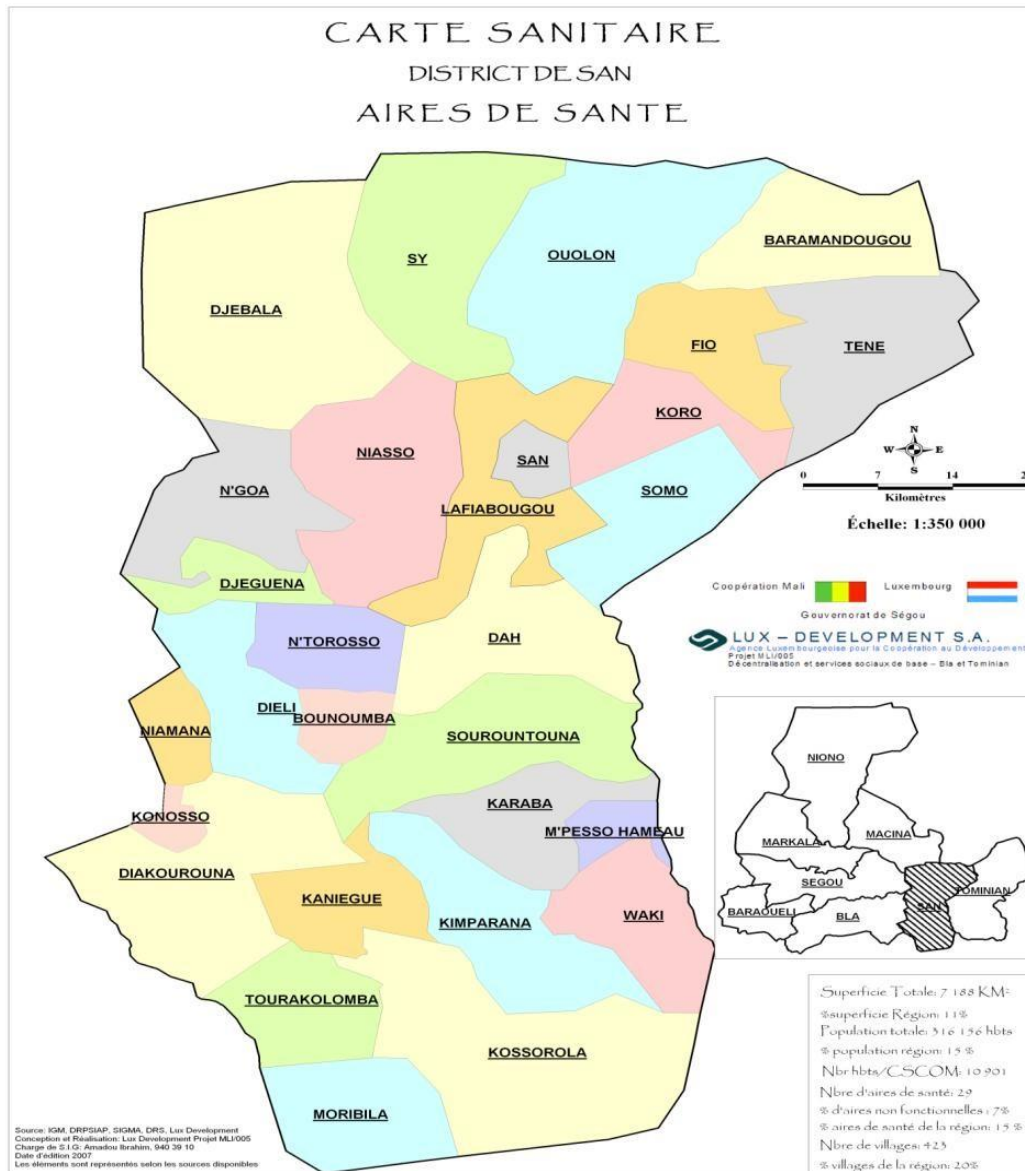 CARTE SANITAIRE
DISTRICT DE SAN
AIRES DE SANTE
BARAMANDOUGOU
SY
OUOLON
DJEBALA
FIO
TENE
KORO
NIASSO
SAN
N'GOA
SOMO
LAFIABOUGOU
DJEGUENA
N'TOROSSO
DAH
DIELI
BOUNOUMBA
NIAMANA
SOUROUNTOUNA
KARABA
KONOSSO
M'PESSO HAMEAU
DIAKOUROUNA
KANIEGUE
KIMPARANA
WAKI
TOURAKOLOMBA
KOSSOROLA
MORIBILA
N
W E
S
0 7 14 2
Kilomètres
Échelle: 1:350 000
Coopération Mali Luxembourg
Gouvernorat de Ségou
LUX – DEVELOPMENT S.A.
Agence Luxembourgeoise pour la Coopération au Développement
Projet MLI/005
Décentralisation et services sociaux de base – Bla et Tominian
NIONO
MARKALA
MACINA
SEGOU
TOMINIAN
BARAOUELI
BLA
SAN
Superficie Totale: 7 188 KM²
%superficie Région: 11%
Population totale: 316 156 hbts
% population région: 15 %
Nbr hbts/CSCOM: 10 901
Nbre d'aires de santé: 29
% d'aires non fonctionnelles : 7%
% aires de santé de la région: 15 %
Nbre de villages: 423
% villages de la région: 20%
Source: IGM, DRPSIAP, SIGMA, DRS, Lux Development
Conception et Réalisation: Lux Development Projet MLI/005
Charge de S.I.G: Amadou Ibrahim, 940 39 10
Date d'édition 2007
Les éléments sont représentés selon les sources disponibles